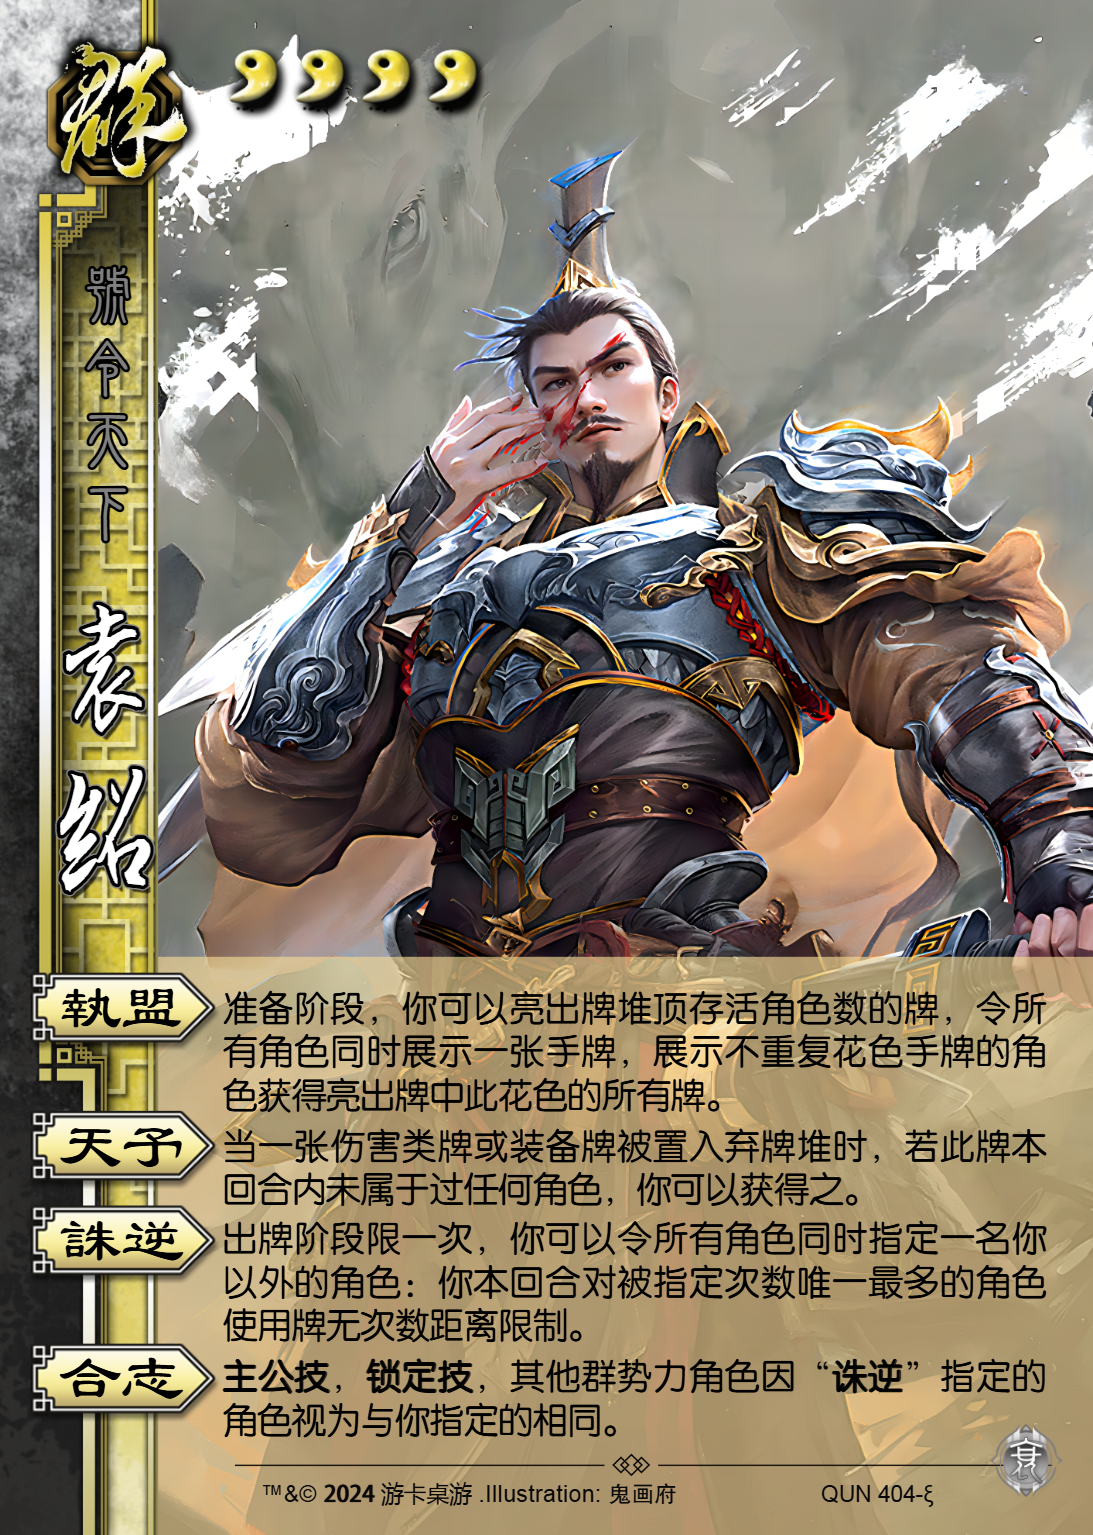 群
號令天下
袁绍
執盟
准备阶段，你可以亮出牌堆顶存活角色数的牌，令所
有角色同时展示一张手牌，展示不重复花色手牌的角
色获得亮出牌中此花色的所有牌。
天予
当一张伤害类牌或装备牌被置入弃牌堆时，若此牌本
回合内未属于过任何角色，你可以获得之。
誅逆
出牌阶段限一次，你可以令所有角色同时指定一名你
以外的角色：你本回合对被指定次数唯一最多的角色
使用牌无次数距离限制。
合志
主公技，锁定技，其他群势力角色因“诛逆”指定的
角色视为与你指定的相同。
™&© 2024 游卡桌游 .Illustration: 鬼画府
QUN 404-ξ